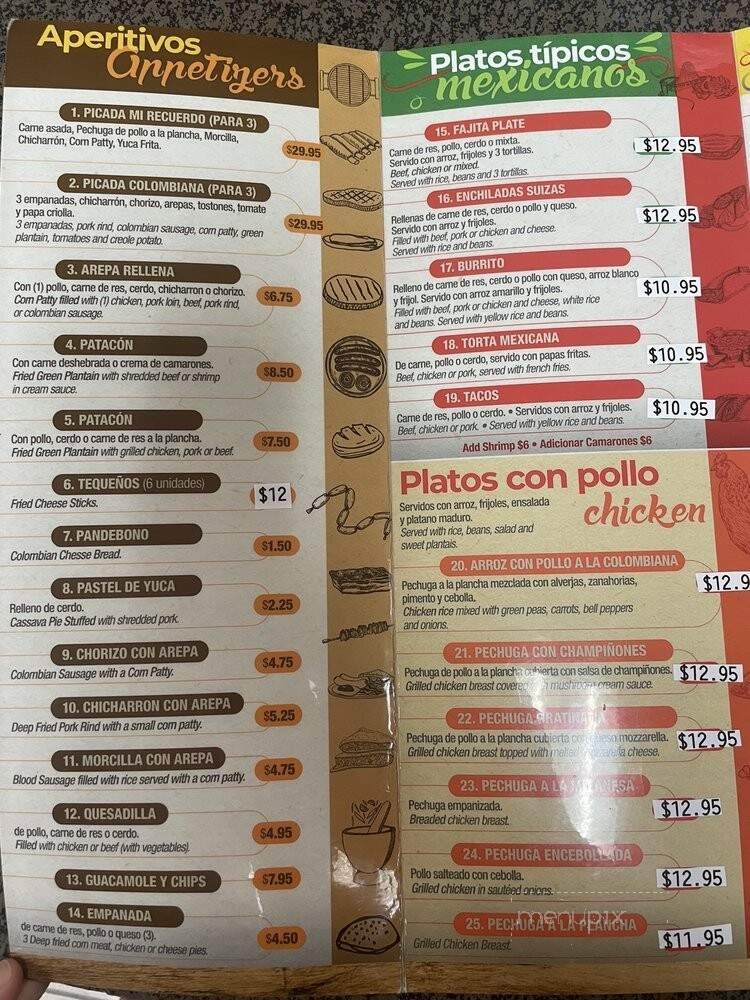 Aperitivos
Appetizers
1. PICADA MI RECUERDO (PARA 3)
Carne asada, Pechuga de pollo a la plancha, Morcilla,
Chicharrón, Corn Patty, Yuca Frita.
$29.95
2. PICADA COLOMBIANA (PARA 3)
3 empanadas, chicharrón, chorizo, arepas, tostones, tomate
y papa criolla.
3 empanadas, pork rind, colombian sausage, corn patty, green
plantain, tomatoes and creole potato.
$29.95
3. AREPA RELLENA
Con (1) pollo, carne de res, cerdo, chicharron o chorizo.
Corn Patty filled with (1) chicken, pork loin, beef, pork rind,
or colombian sausage.
$6.75
4. PATACÓN
Con carne deshebrada o crema de camarones.
Fried Green Plantain with shredded beef or shrimp
in cream sauce.
$8.50
5. PATACÓN
Con pollo, cerdo o carne de res a la plancha.
Fried Green Plantain with grilled chicken, pork or beef.
$7.50
6. TEQUEÑOS (6 unidades)
Fried Cheese Sticks.
$12
7. PANDEBONO
Colombian Chesse Bread.
$1.50
8. PASTEL DE YUCA
Relleno de cerdo.
Cassava Pie Stuffed with shredded pork.
$2.25
9. CHORIZO CON AREPA
Colombian Sausage with a Corn Patty.
$4.75
10. CHICHARRON CON AREPA
Deep Fried Pork Rind with a small corn patty.
$5.25
11. MORCILLA CON AREPA
Blood Sausage filled with rice served with a corn patty.
$4.75
12. QUESADILLA
de pollo, carne de res o cerdo.
Filled with chicken or beef (with vegetables).
$4.95
13. GUACAMOLE Y CHIPS
$7.95
14. EMPANADA
de carne de res, pollo o queso (3).
3 Deep fried corn meat, chicken or cheese pies.
$4.50
Platos típicos
mexicanos
15. FAJITA PLATE
Carne de res, pollo, cerdo o mixta.
Servido con arroz, frijoles y 3 tortillas.
Beef, chicken or mixed.
Served with rice, beans and 3 tortillas.
$12.95
16. ENCHILADAS SUIZAS
Rellenas de carne de res, cerdo o pollo y queso.
Servido con arroz y frijoles.
Filled with beef, pork or chicken and cheese.
Served with rice and beans.
$12.95
17. BURRITO
Relleno de carne de res, cerdo o pollo con queso, arroz blanco
y frijol. Servido con arroz amarillo y frijoles.
Filled with beef, pork or chicken and cheese, white rice
and beans. Served with yellow rice and beans.
$10.95
18. TORTA MEXICANA
De carne, pollo o cerdo, servido con papas fritas.
Beef, chicken or pork, served with french fries.
$10.95
19. TACOS
Carne de res, pollo o cerdo. • Servidos con arroz y frijoles.
Beef, chicken or pork. • Served with yellow rice and beans.
$10.95
Add Shrimp $6 • Adicionar Camarones $6
Platos con pollo
chicken
Servidos con arroz, frijoles, ensalada
y platano maduro.
Served with rice, beans, salad and
sweet plantais.
20. ARROZ CON POLLO A LA COLOMBIANA
Pechuga a la plancha mezclada con alverjas, zanahorias,
pimento y cebolla.
Chicken rice mixed with green peas, carrots, bell peppers
and onions.
$12.9
21. PECHUGA CON CHAMPIÑONES
Pechuga de pollo a la plancha cubierta con salsa de champiñones.
Grilled chicken breast covered in mushroom cream sauce.
$12.95
22. PECHUGA GRATINADA
Pechuga de pollo a la plancha cubierta con queso mozzarella.
Grilled chicken breast topped with melted mozzarella cheese.
$12.95
23. PECHUGA A LA MILANESA
Pechuga empanizada.
Breaded chicken breast.
$12.95
24. PECHUGA ENCEBOLLADA
Pollo salteado con cebolla.
Grilled chicken in sautéed onions.
$12.95
menupix
25. PECHUGA A LA PLANCHA
Grilled Chicken Breast.
$11.95